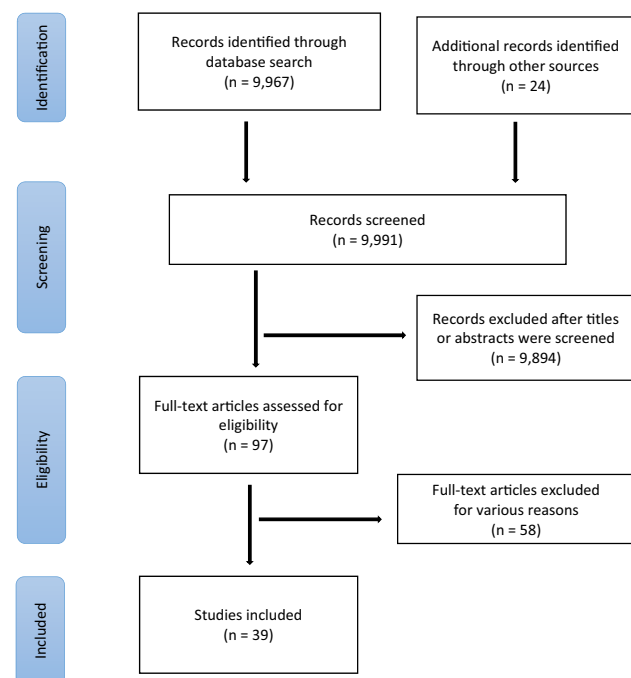 Identification
Records identified through
database search
(n = 9,967)
Additional records identified
through other sources
(n = 24)
Screening
Records screened
(n = 9,991)
Records excluded after titles
or abstracts were screened
(n = 9,894)
Eligibility
Full-text articles assessed for
eligibility
(n = 97)
Full-text articles excluded
for various reasons
(n = 58)
Included
Studies included
(n = 39)